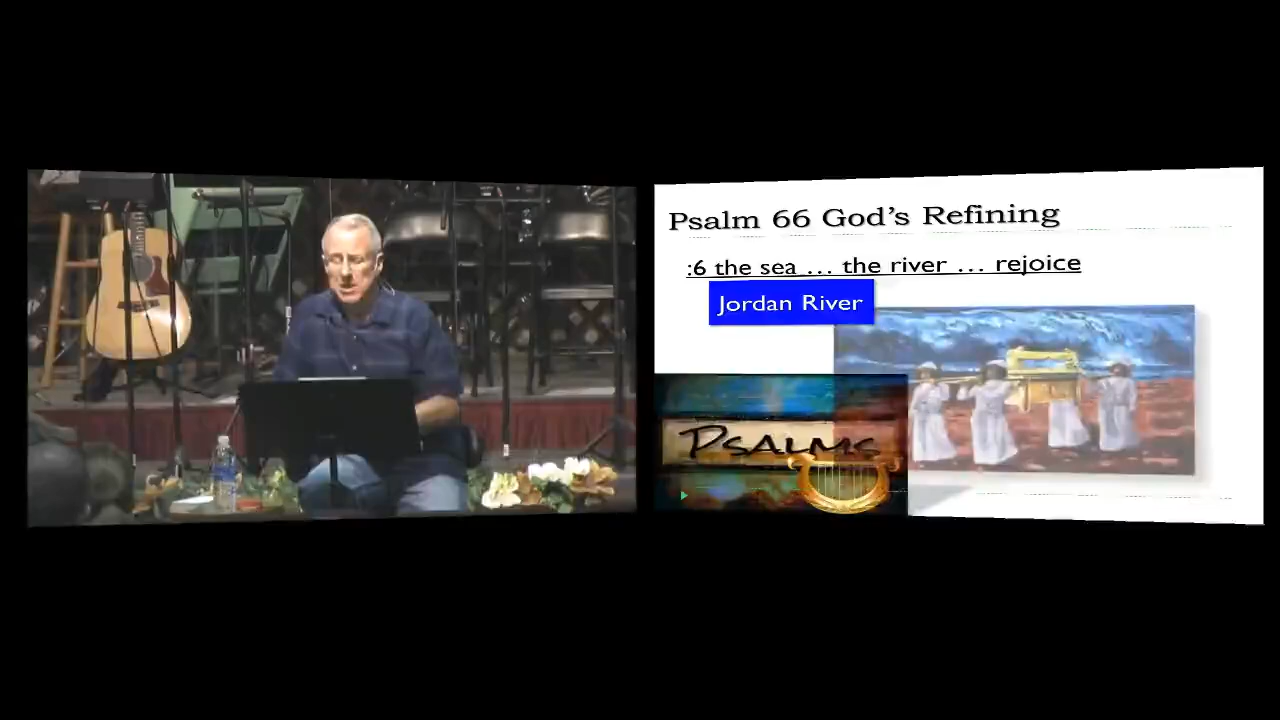 Psalm 66 God's Refining
:6 the sea ... the river ... rejoice
Jordan River
PSALMS